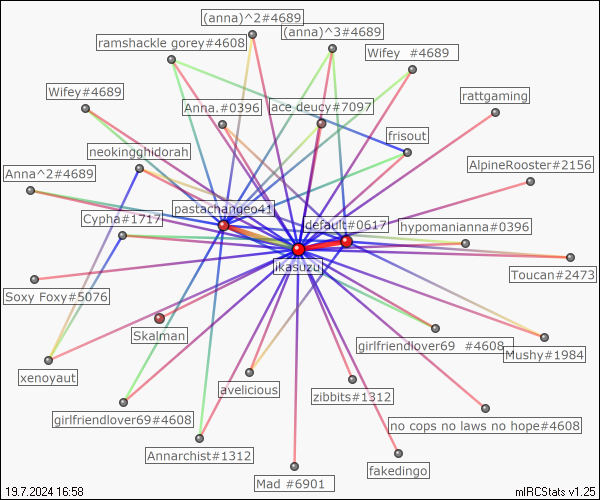 (anna)^2#4689
(anna)^3#4689
ramshackle gorey#4608
Wifey  #4689
Wifey#4689
rattgaming
Anna.#0396
ace deucy#7097
frisout
neokingghidorah
AlpineRooster#2156
Anna^2#4689
pastachangeo41
default#0617
Cypha#1717
hypomanianna#0396
ikasuzu
Toucan#2473
Soxy Foxy#5076
Skalman
girlfriendlover69  #4608
Mushy#1984
xenoyaut
avelicious
zibbits#1312
girlfriendlover69#4608
no cops no laws no hope#4608
Annarchist#1312
fakedingo
Mad #6901
19.7.2024 16:58
mIRCStats v1.25